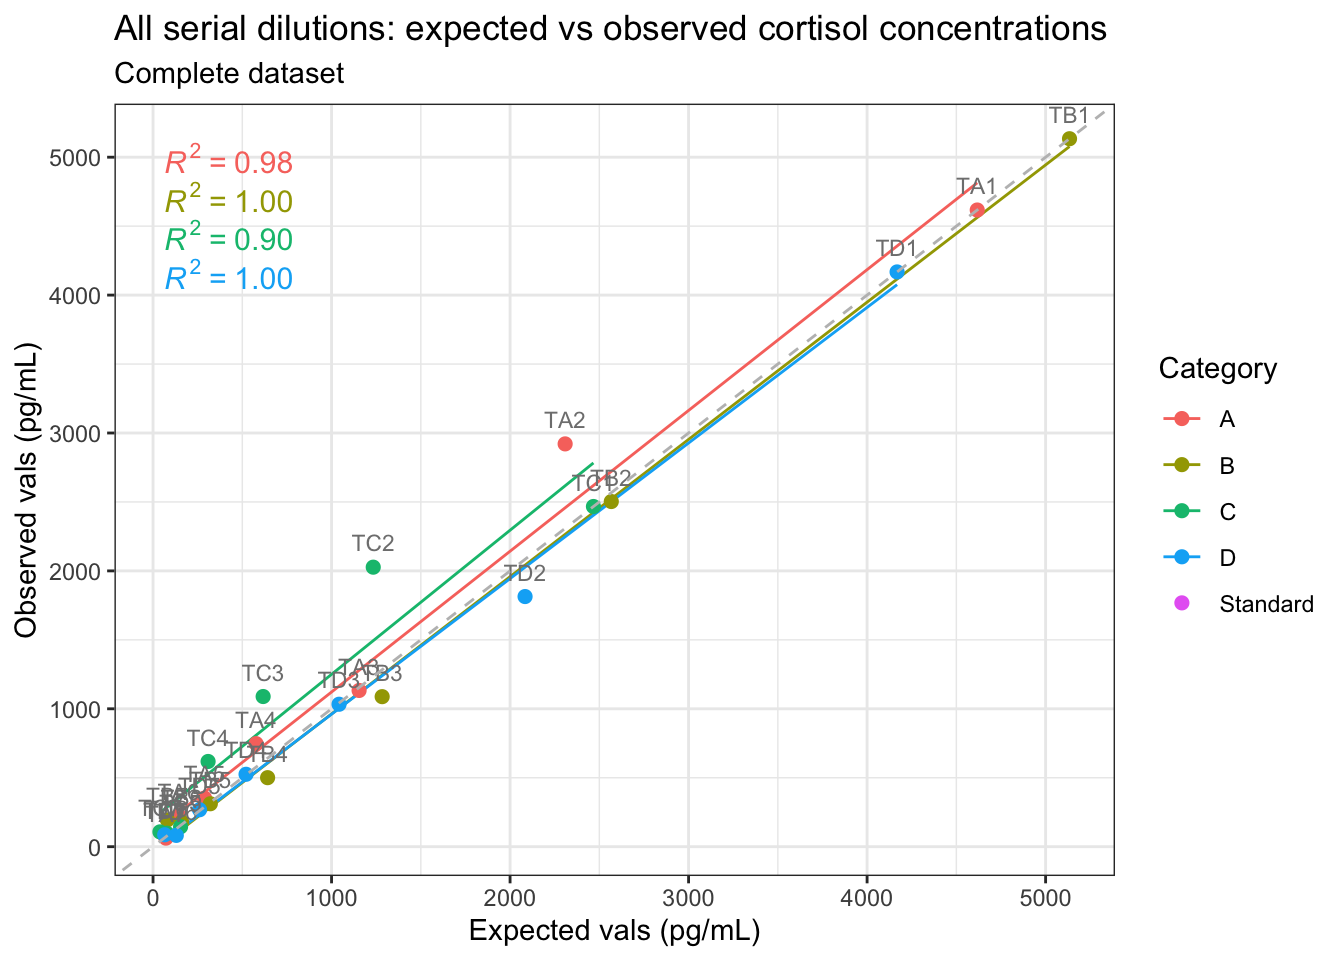 All serial dilutions: expected vs observed cortisol concentrations
Complete dataset
TB1
5000
R² = 0.98
TA1
R² = 1.00
R² = 0.90
TD1
R² = 1.00
4000
Category
A
TA2
3000
B
TB2
C
TC2
D
2000
TD2
Standard
TC3
TA3
TB3
TD3
1000
TA4
TC4
TB4
0
0
1000
2000
3000
4000
5000
Expected vals (pg/mL)
Observed vals (pg/mL)